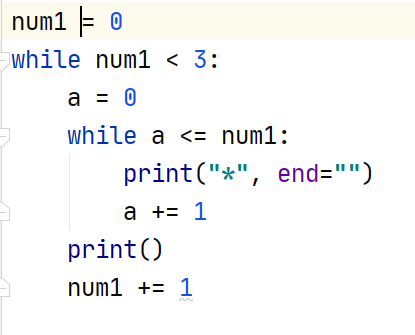 num1 = 0
while num1 < 3:
    a = 0
    while a <= num1:
        print("*", end="")
        a += 1
    print()
    num1 += 1